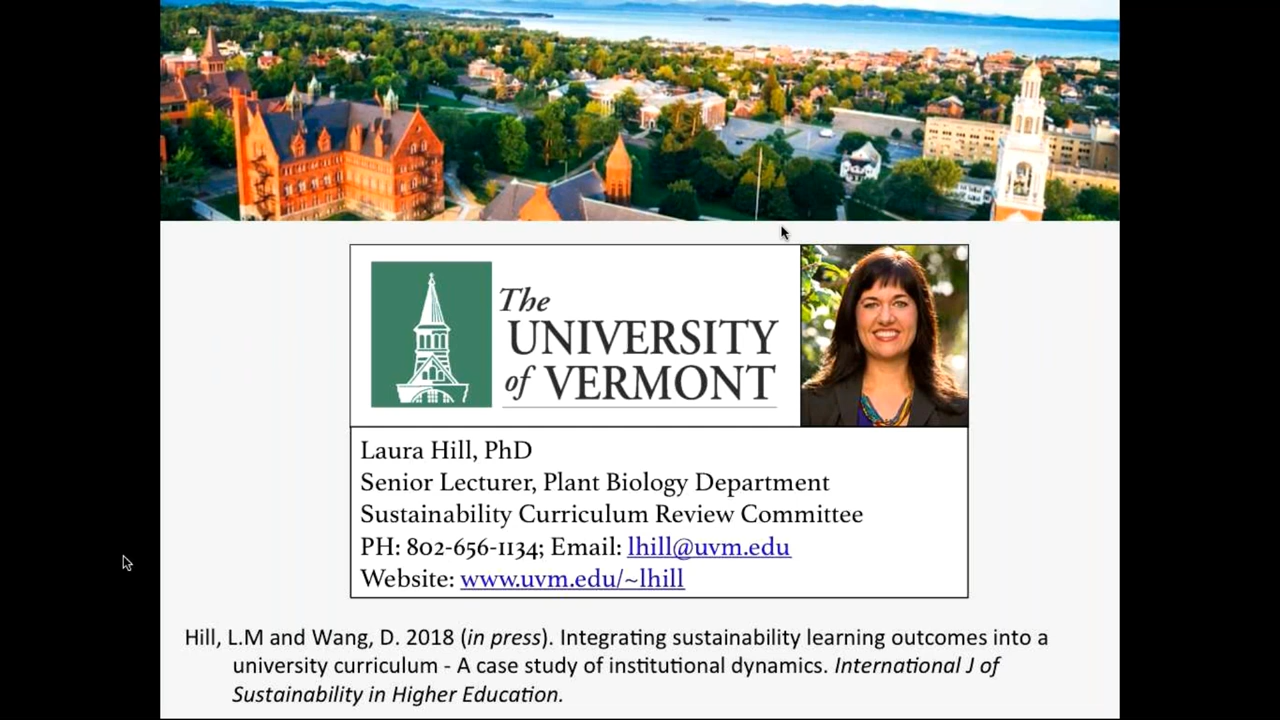 The
UNIVERSITY
of VERMONT
Laura Hill, PhD
Senior Lecturer, Plant Biology Department
Sustainability Curriculum Review Committee
PH: 802-656-1134; Email: lhill@uvm.edu
Website: www.uvm.edu/~lhill
Hill, L.M and Wang, D. 2018 (in press). Integrating sustainability learning outcomes into a
university curriculum - A case study of institutional dynamics. International J of
Sustainability in Higher Education.